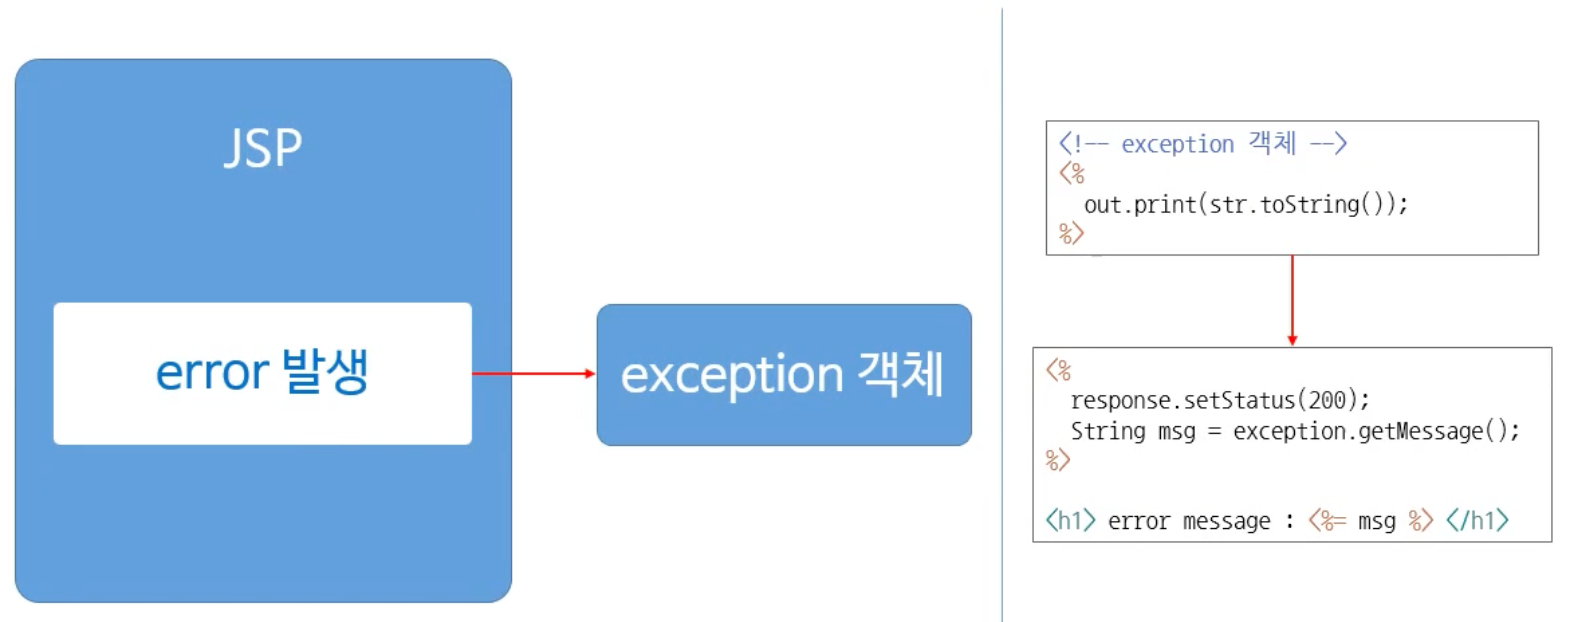 JSP
error 발생
exception 객체
<!-- exception 객체 -->
<%
out.print(str.toString());
%>
<%
response.setStatus(200);
String msg = exception.getMessage();
%>
<h1> error message : <%= msg %> </h1>